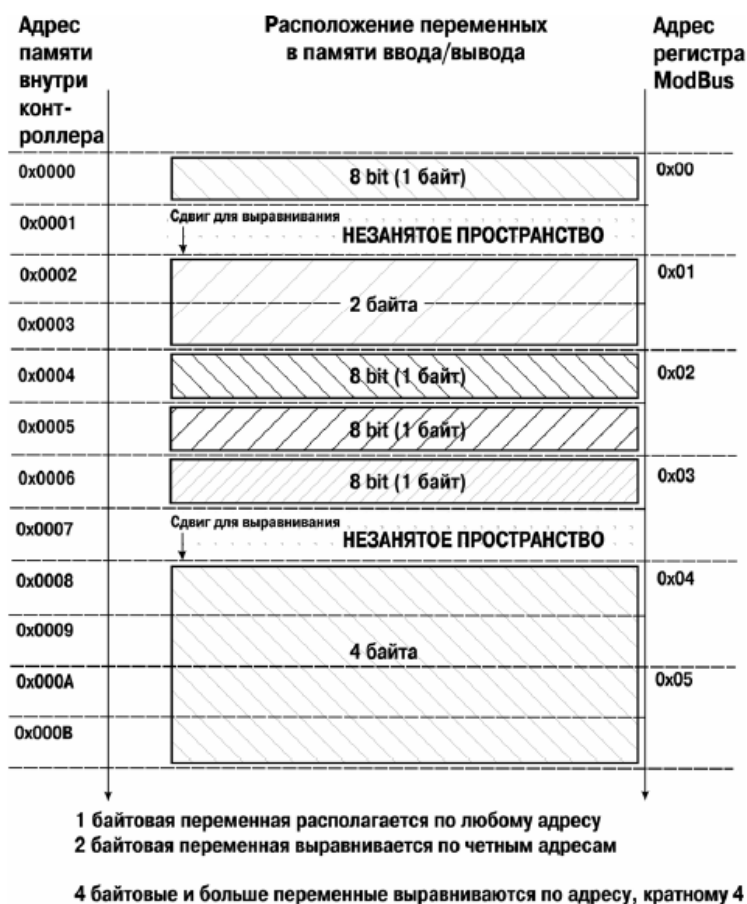 Адрес
памяти
внутри
конт-
роллера
Расположение переменных
в памяти ввода/вывода
Адрес
регистра
ModBus
0x0000
8 bit (1 байт)
0x00
0x0001
Сдвиг для выравнивания
НЕЗАНЯТОЕ ПРОСТРАНСТВО
0x0002
0x01
2 байта
0x0003
0x0004
8 bit (1 байт)
0x02
0x0005
8 bit (1 байт)
0x0006
8 bit (1 байт)
0x03
0x0007
Сдвиг для выравнивания
НЕЗАНЯТОЕ ПРОСТРАНСТВО
0x0008
0x04
0x0009
4 байта
0x000A
0x05
0x000B
1 байтовая переменная располагается по любому адресу
2 байтовая переменная выравнивается по четным адресам
4 байтовые и больше переменные выравниваются по адресу, кратному 4